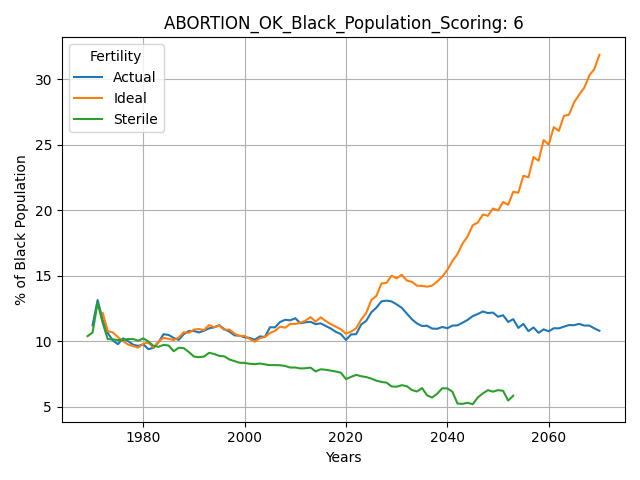 ABORTION_OK_Black_Population_Scoring: 6
Fertility
Actual
Ideal
Sterile
% of Black Population
30
25
20
15
10
5
1980 2000 2020 2040 2060
Years